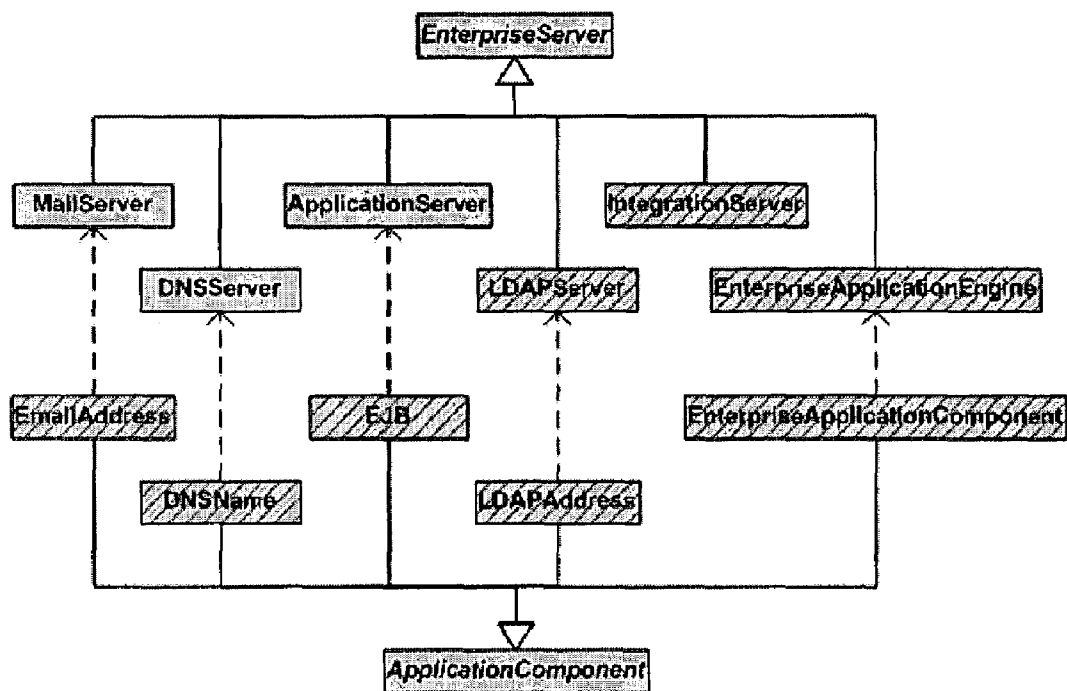 EnterpriseServer
MailServer
ApplicationServer
IntegrationServer
DNSServer
LDAPServer
EnterpriseApplicationEngine
EmailAddress
EJB
EnterpriseApplicationComponent
DNSName
LDAPAddress
ApplicationComponent